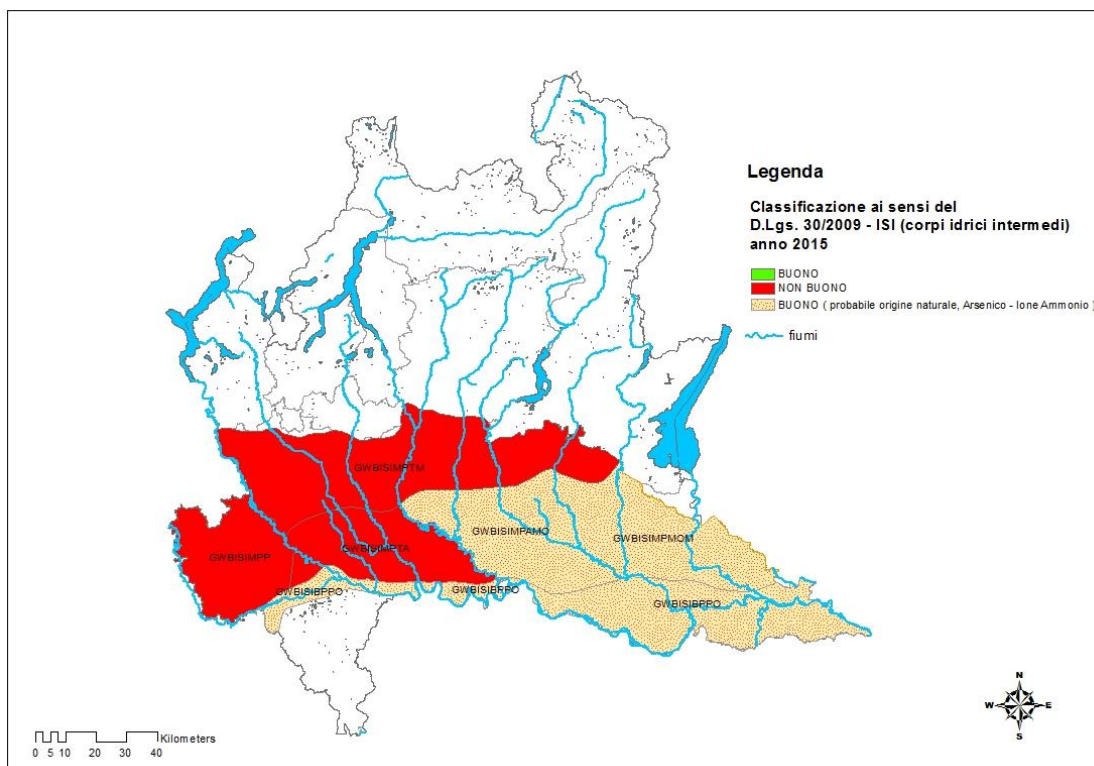 Legenda
Classificazione ai sensi del
D.Lgs. 30/2009 - ISI (corpi idrici intermedi)
anno 2015
BUONO
NON BUONO
BUONO ( probabile origine naturale, Arsenico - Ione Ammonio )
fiumi
GWBISIMPTM
GWBISIMPAMO
GWBISIMPMOM
GWBISIMPP
GWBISIMPTA
GWBISIBPPO
GWBISIBPPO
GWBISIBPPO
N
W E
S
Kilometers
0 5 10 20 30 40